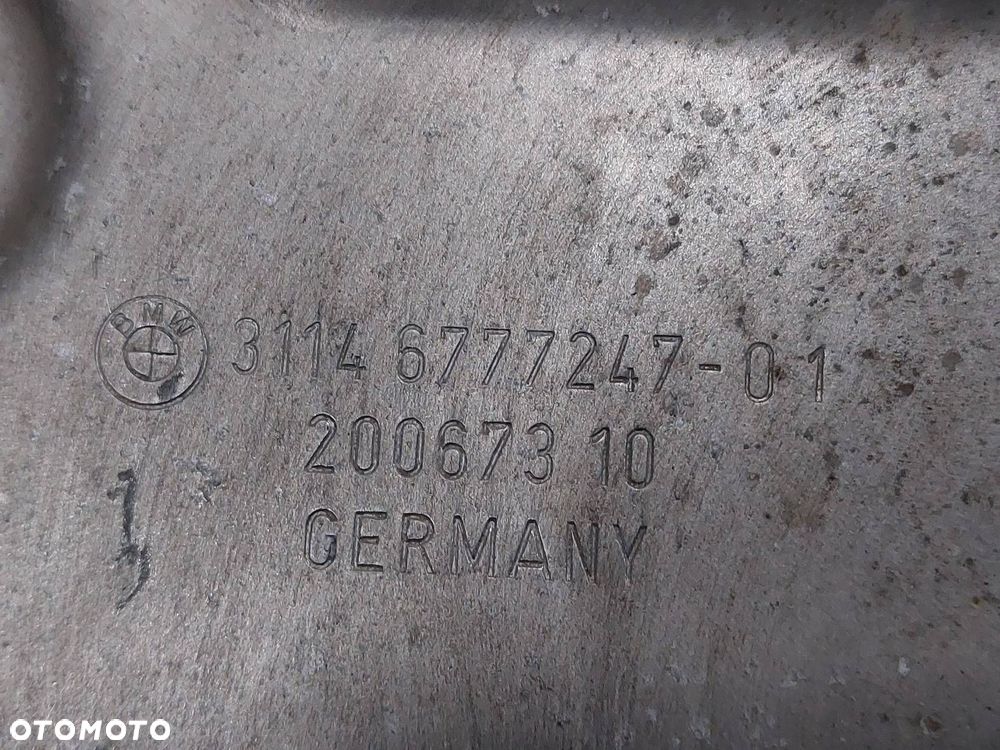 BMW 3114 6777247-01
200673 10
GERMANY
OTOMOTO